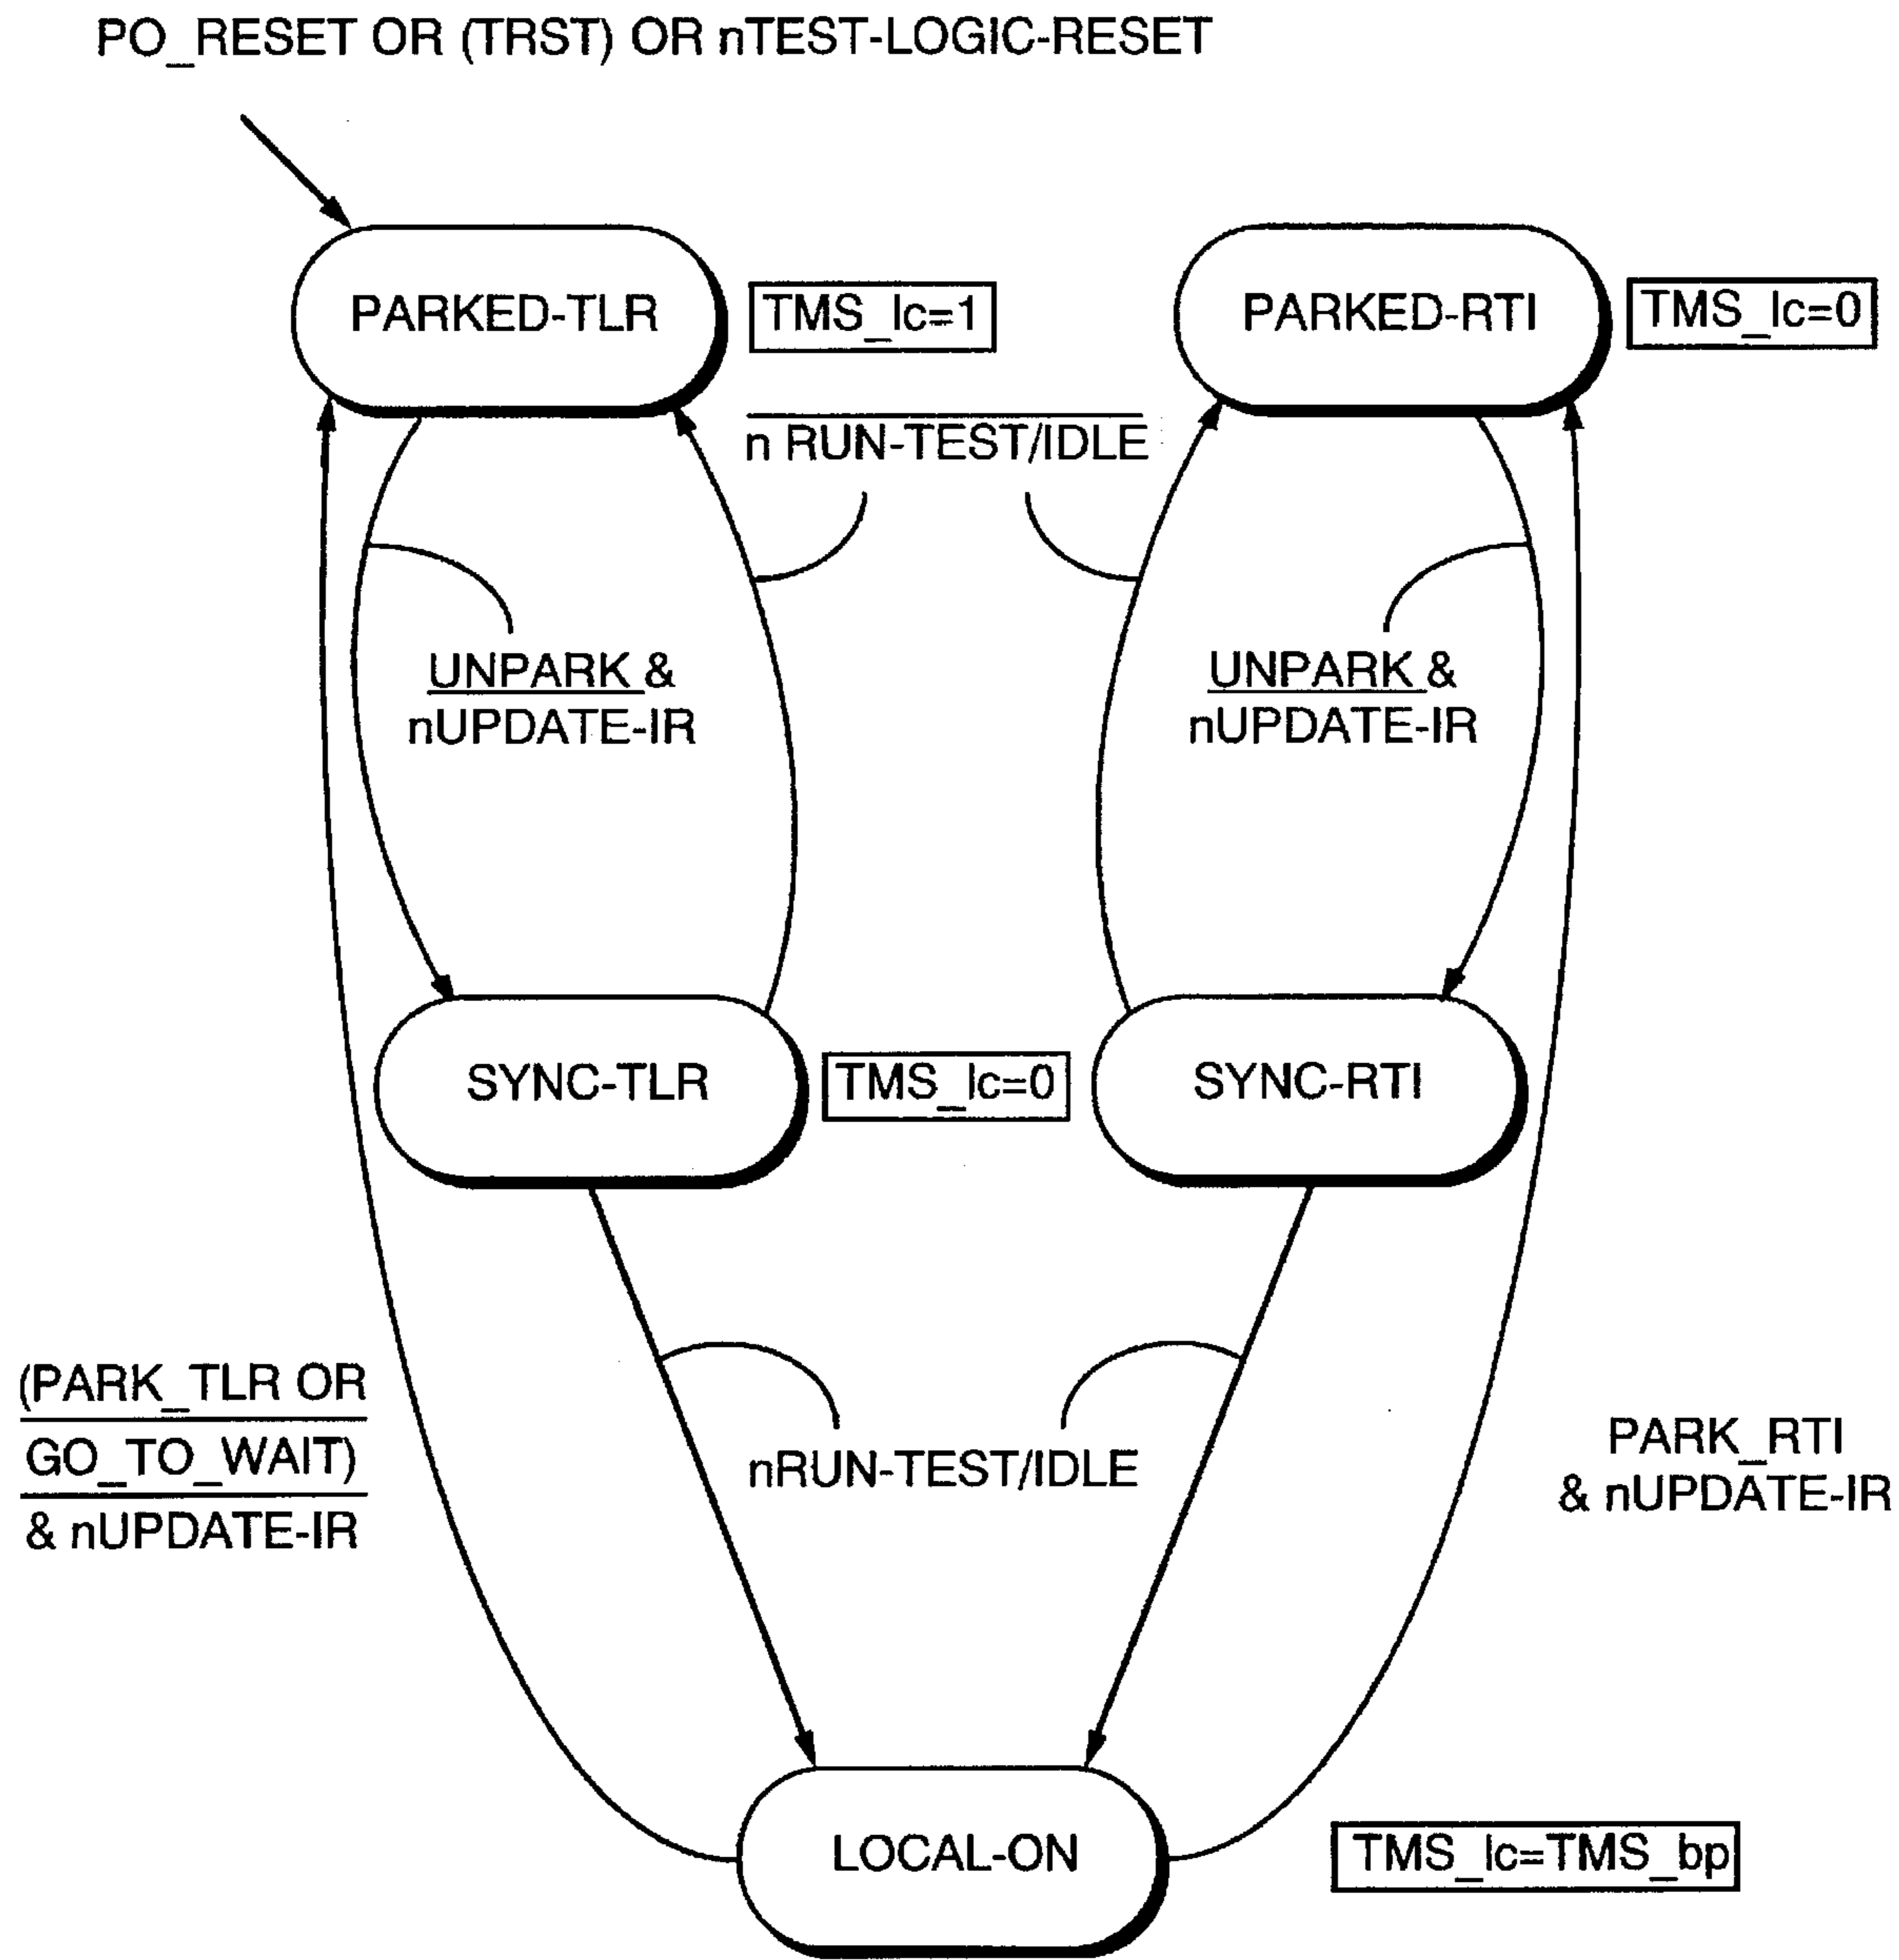 PO_RESET OR (TRST) OR nTEST-LOGIC-RESET
PARKED-TLR
TMS_lc=1
PARKED-RTI
TMS_lc=0
n RUN-TEST/IDLE
UNPARK &
nUPDATE-IR
UNPARK &
nUPDATE-IR
SYNC-TLR
TMS_lc=0
SYNC-RTI
(PARK_TLR OR
GO_TO_WAIT)
& nUPDATE-IR
nRUN-TEST/IDLE
PARK_RTI
& nUPDATE-IR
LOCAL-ON
TMS_lc=TMS_bp